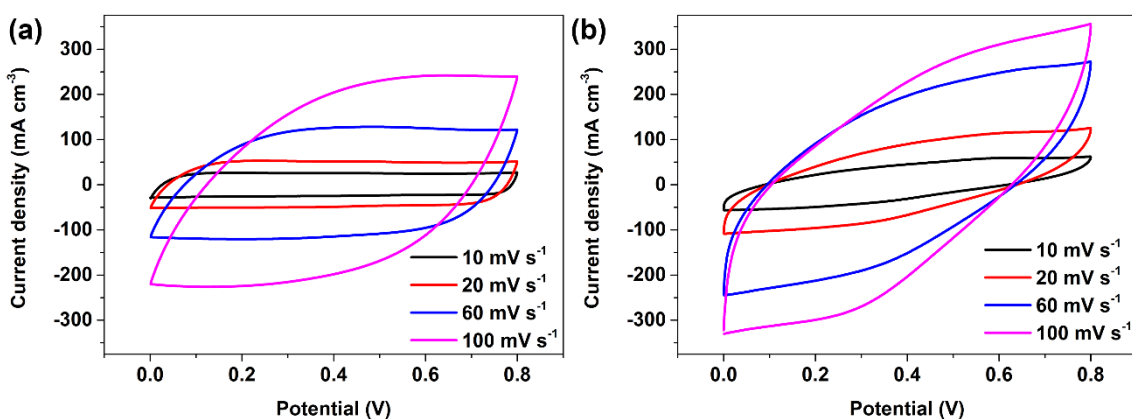 (a)
Current density (mA cm⁻³)
300
200
100
0
-100
-200
-300
10 mV s⁻¹
20 mV s⁻¹
60 mV s⁻¹
100 mV s⁻¹
0.0 0.2 0.4 0.6 0.8
Potential (V)
(b)
Current density (mA cm⁻³)
300
200
100
0
-100
-200
-300
10 mV s⁻¹
20 mV s⁻¹
60 mV s⁻¹
100 mV s⁻¹
0.0 0.2 0.4 0.6 0.8
Potential (V)